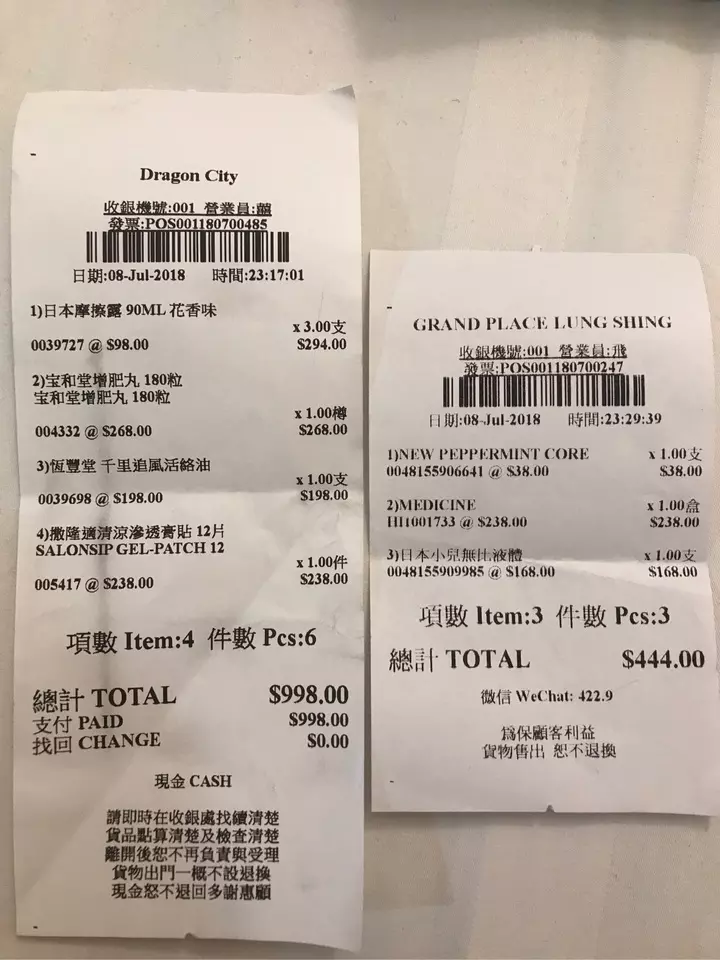 Dragon City
收銀機號:001 營業員:
發票:POS001180700485
日期:08-Jul-2018 時間:23:17:01
1)日本摩擦露 90ML 花香味
x 3.00支
0039727 @ $98.00 $294.00
2)宝和堂增肥丸 180粒
宝和堂增肥丸 180粒
x 1.00樽
004332 @ $268.00 $268.00
3)恆豐堂 千里追風活絡油
x 1.00支
0039698 @ $198.00 $198.00
4)撒隆適清涼滲透膏貼 12片
SALONSIP GEL-PATCH 12
x 1.00件
005417 @ $238.00 $238.00
項數 Item:4 件數 Pcs:6
總計 TOTAL $998.00
支付 PAID $998.00
找回 CHANGE $0.00
現金 CASH
請即時在收銀處找續清楚
貨品點算清楚及檢查清楚
離開後恕不再負責與受理
貨物出門一概不設退換
現金恕不退回多謝惠顧
GRAND PLACE LUNG SHING
收銀機號:001 營業員:飛
發票:POS001180700247
日期:08-Jul-2018 時間:23:29:39
1)NEW PEPPERMINT CORE x 1.00支
0048155906641 @ $38.00 $38.00
2)MEDICINE x 1.00盒
HI1001733 @ $238.00 $238.00
3)日本小兒無比液體 x 1.00支
0048155909985 @ $168.00 $168.00
項數 Item:3 件數 Pcs:3
總計 TOTAL $444.00
微信 WeChat: 422.9
爲保顧客利益
貨物售出 恕不退換